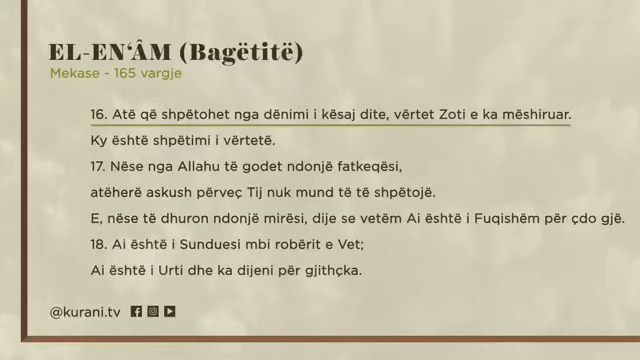 EL-EN‘ÂM (Bagëtitë)
Mekase - 165 vargje
16. Atë që shpëtohet nga dënimi i kësaj dite, vërtet Zoti e ka mëshiruar.
Ky është shpëtimi i vërtetë.
17. Nëse nga Allahu të godet ndonjë fatkeqësi,
atëherë askush përveç Tij nuk mund të të shpëtojë.
E, nëse të dhuron ndonjë mirësi, dije se vetëm Ai është i Fuqishëm për çdo gjë.
18. Ai është i Sunduesi mbi robërit e Vet;
Ai është i Urti dhe ka dijeni për gjithçka.
@kurani.tv